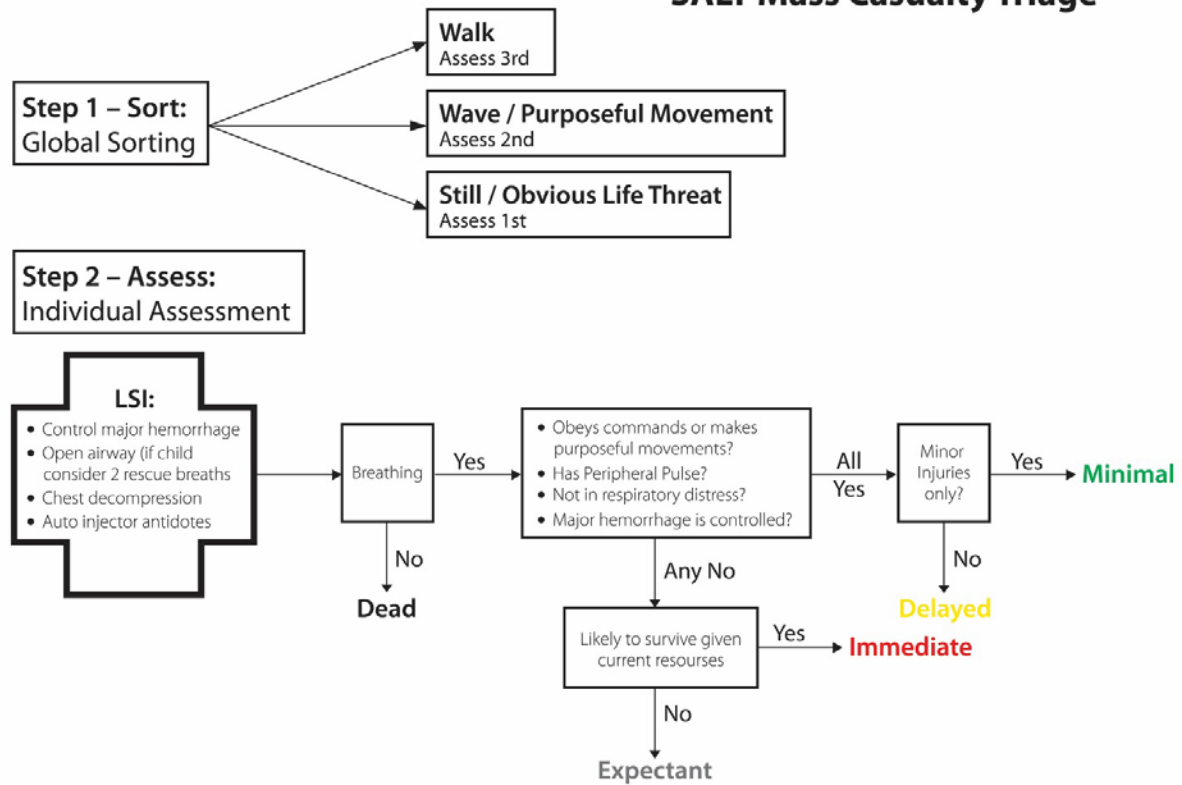 SALT Mass Casualty Triage
Walk
Assess 3rd
Step 1 – Sort:
Global Sorting
Wave / Purposeful Movement
Assess 2nd
Still / Obvious Life Threat
Assess 1st
Step 2 – Assess:
Individual Assessment
LSI:
• Control major hemorrhage
• Open airway (if child
consider 2 rescue breaths
• Chest decompression
• Auto injector antidotes
Breathing
Yes
No
Dead
• Obeys commands or makes
purposeful movements?
• Has Peripheral Pulse?
• Not in respiratory distress?
• Major hemorrhage is controlled?
All
Yes
Minor
Injuries
only?
Yes
Minimal
No
Delayed
Any No
Likely to survive given
current resourses
Yes
Immediate
No
Expectant